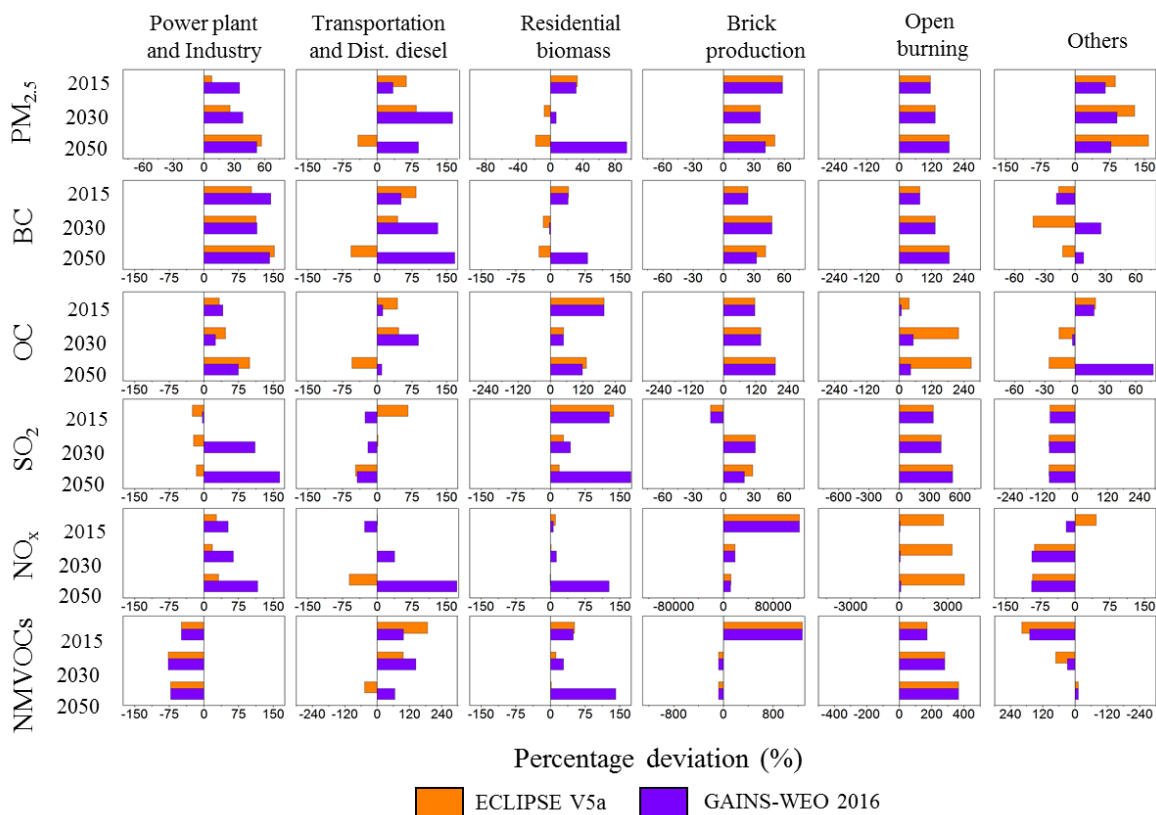 Power plant and Industry
Transportation and Dist. diesel
Residential biomass
Brick production
Open burning
Others
PM2.5
2015
2030
2050
-60 -30 0 30 60
-150 -75 0 75 150
-80 -40 0 40 80
-60 -30 0 30 60
-240 -120 0 120 240
-150 -75 0 75 150
BC
2015
2030
2050
-150 -75 0 75 150
-150 -75 0 75 150
-150 -75 0 75 150
-60 -30 0 30 60
-240 -120 0 120 240
-60 -30 0 30 60
OC
2015
2030
2050
-150 -75 0 75 150
-150 -75 0 75 150
-240 -120 0 120 240
-240 -120 0 120 240
-240 -120 0 120 240
-60 -30 0 30 60
SO2
2015
2030
2050
-150 -75 0 75 150
-150 -75 0 75 150
-150 -75 0 75 150
-60 -30 0 30 60
-600 -300 0 300 600
-240 -120 0 120 240
NOx
2015
2030
2050
-150 -75 0 75 150
-150 -75 0 75 150
-150 -75 0 75 150
-80000 0 80000
-3000 0 3000
-150 -75 0 75 150
NMVOCs
2015
2030
2050
-150 -75 0 75 150
-240 -120 0 120 240
-150 -75 0 75 150
-800 0 800
-400 -200 0 200 400
240 120 0 -120 -240
Percentage deviation (%)
ECLIPSE V5a
GAINS-WEO 2016